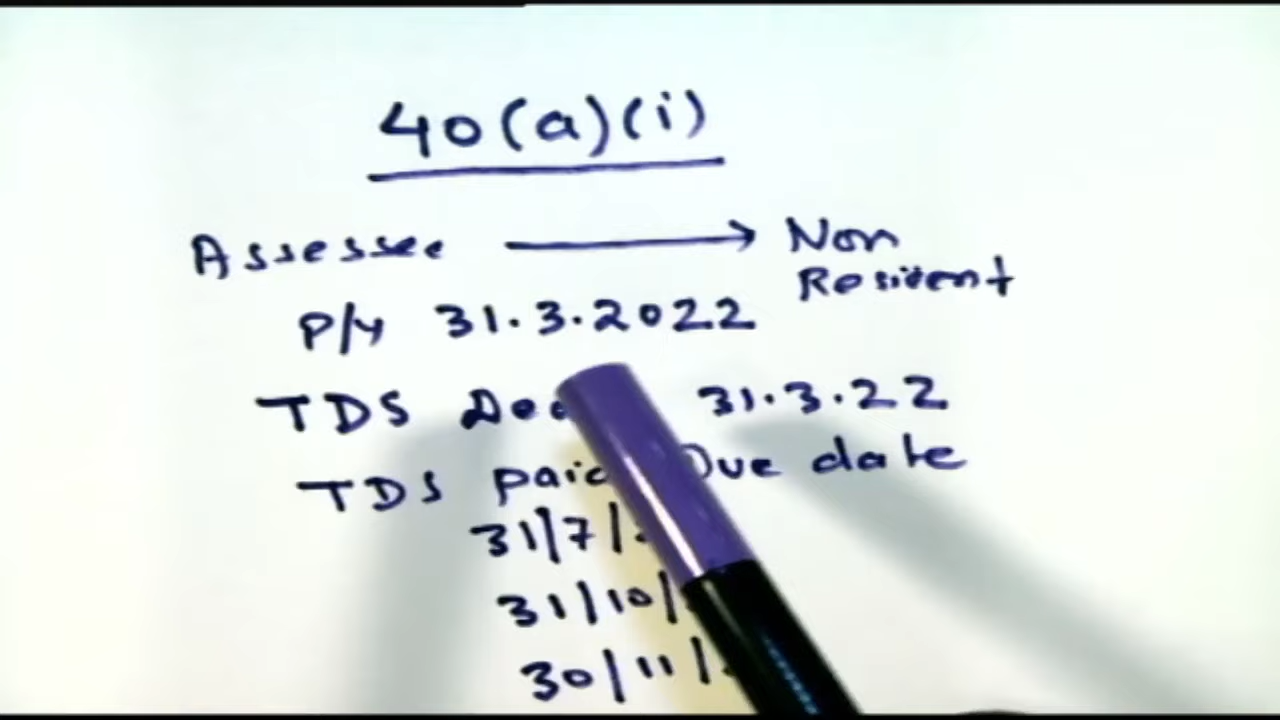 40(a)(i)
Assessee → Non
Resident
P/y 31.3.2022
TDS 31.3.22
TDS paid Due date
31/7/
31/10/
30/11/